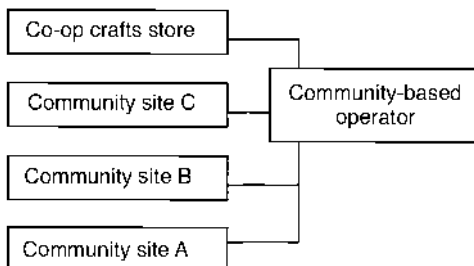 Co-op crafts store
Community site C
Community-based
operator
Community site B
Community site A